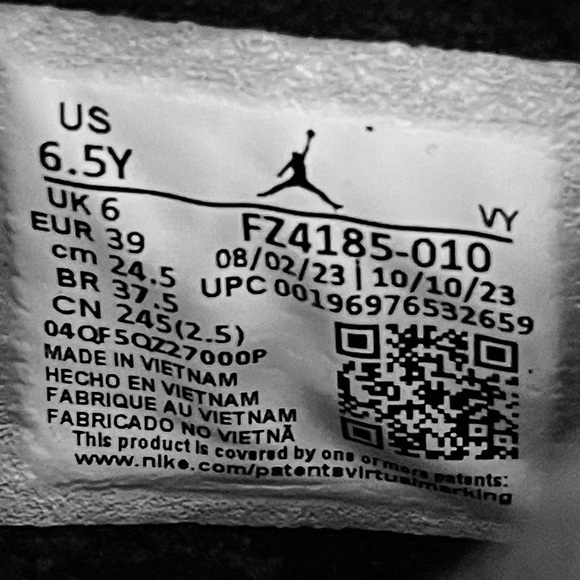 US
6.5Y
VY
UK 6
EUR 39
cm 24.5
BR 37.5
CN 245(2.5)
FZ4185-010
08/02/23 | 10/10/23
UPC 00196976532659
04QF5QZ27000P
MADE IN VIETNAM
HECHO EN VIETNAM
FABRIQUE AU VIETNAM
FABRICADO NO VIETNÃ
This product is covered by one or more patents:
www.nike.com/patentsvirtualmarking